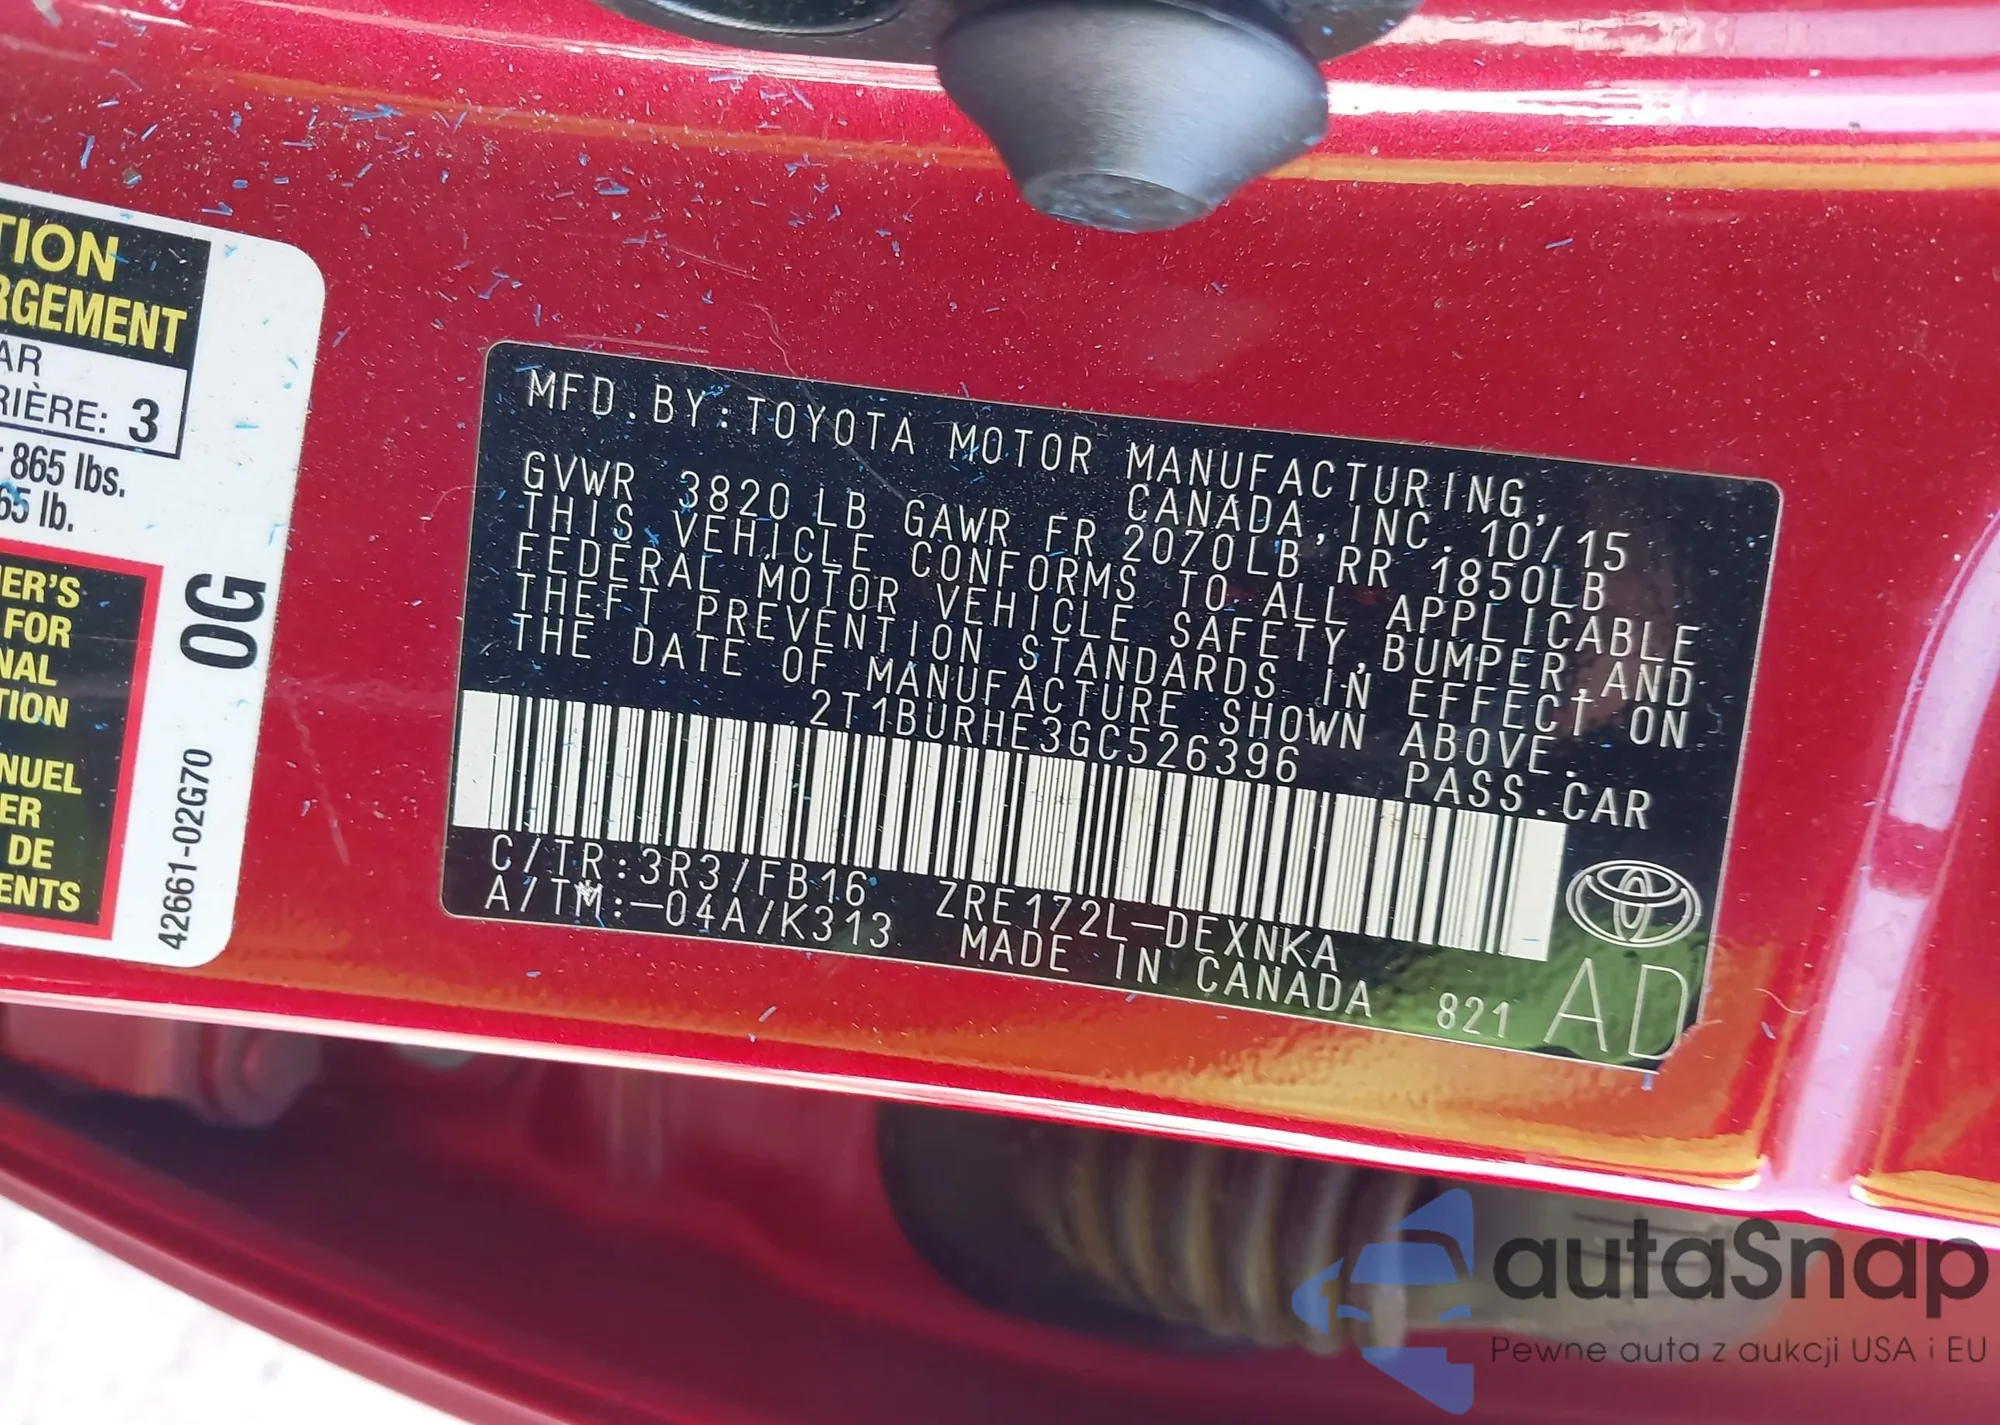 TION
RGEMENT
AR
RIÈRE: 3
865 lbs.
65 lb.
ER'S
FOR
NAL
TION
NUEL
ER
DE
ENTS
0G
42661-02G70
MFD.BY:TOYOTA MOTOR MANUFACTURING,
CANADA,INC. 10/15
GVWR 3820 LB GAWR FR 2070LB RR 1850LB
THIS VEHICLE CONFORMS TO ALL APPLICABLE
FEDERAL MOTOR VEHICLE SAFETY,BUMPER,AND
THEFT PREVENTION STANDARDS IN EFFECT ON
THE DATE OF MANUFACTURE SHOWN ABOVE.
2T1BURHE3GC526396 PASS.CAR
C/TR:3R3/FB16 ZRE172L-DEXNKA
A/TM:-04A/K313 MADE IN CANADA 821 AD
autaSnap
Pewne auta z aukcji USA i EU